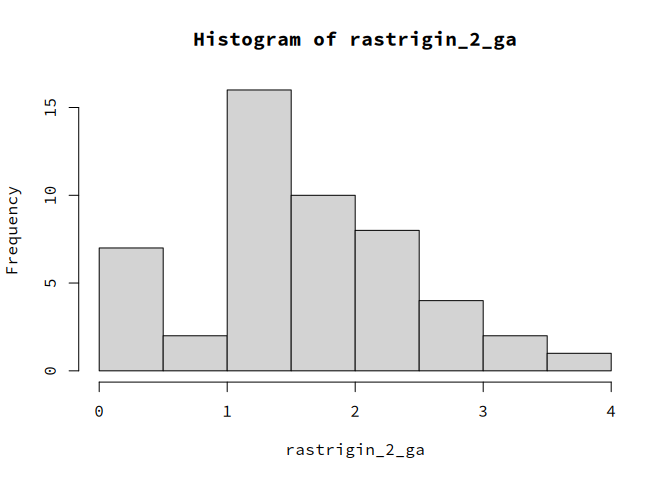 Histogram of rastrigin_2_ga
Frequency
15
10
5
0
0 1 2 3 4
rastrigin_2_ga